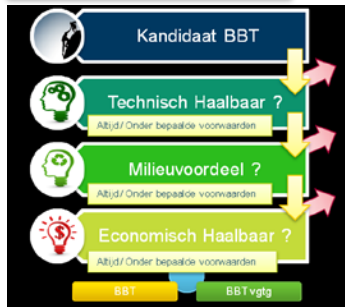 Kandidaat BBT
Technisch Haalbaar ?
Altijd/ Onder bepaalde voorwaarden
Milieuvoordeel ?
Altijd/ Onder bepaalde voorwaarden
Economisch Haalbaar ?
Altijd/ Onder bepaalde voorwaarden
BBT
BBTvgtg